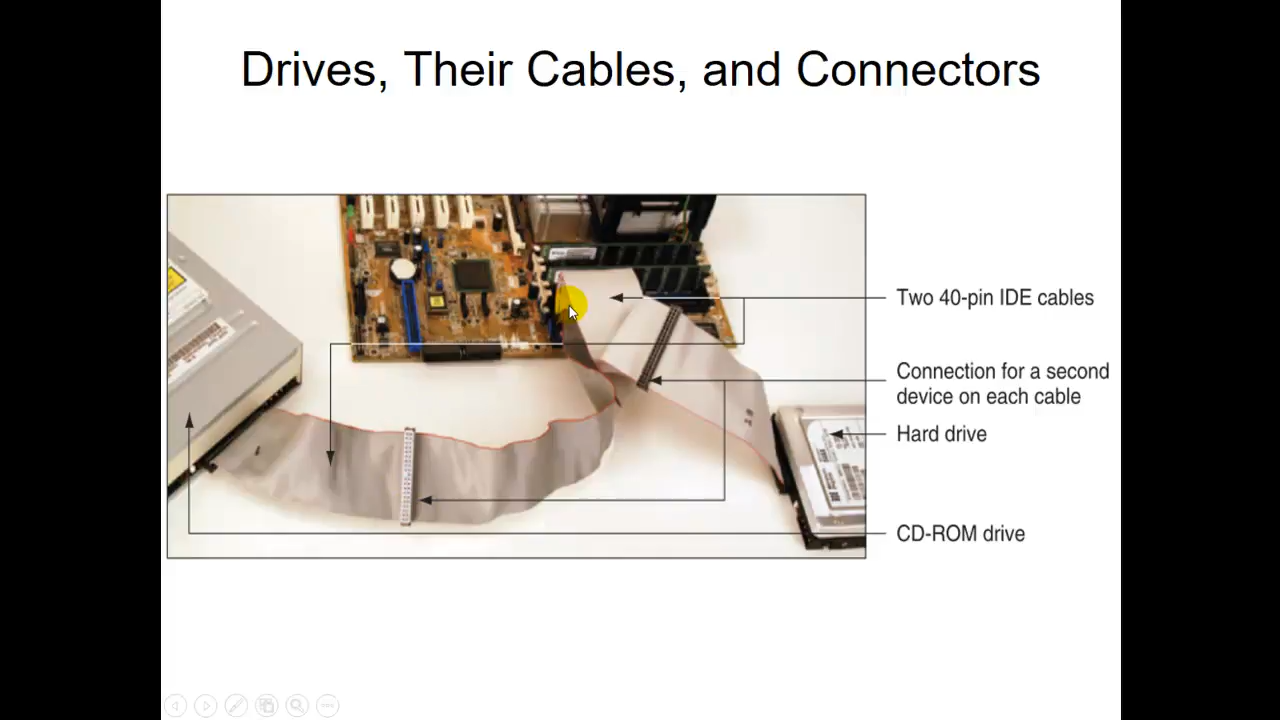 Drives, Their Cables, and Connectors
Two 40-pin IDE cables
Connection for a second
device on each cable
Hard drive
CD-ROM drive